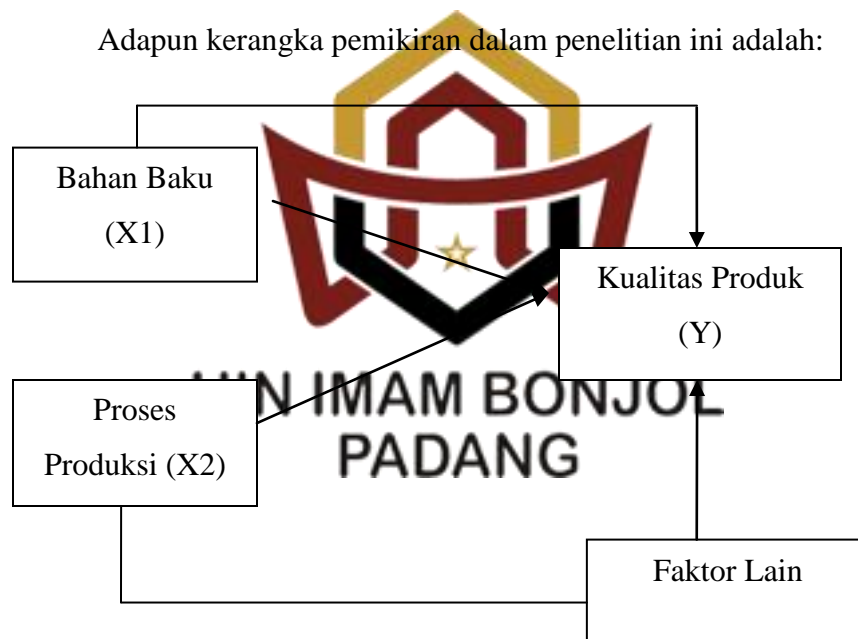 Adapun kerangka pemikiran dalam penelitian ini adalah:
Bahan Baku
(X1)
Kualitas Produk
(Y)
Proses
Produksi (X2)
UIN IMAM BONJOL
PADANG
Faktor Lain